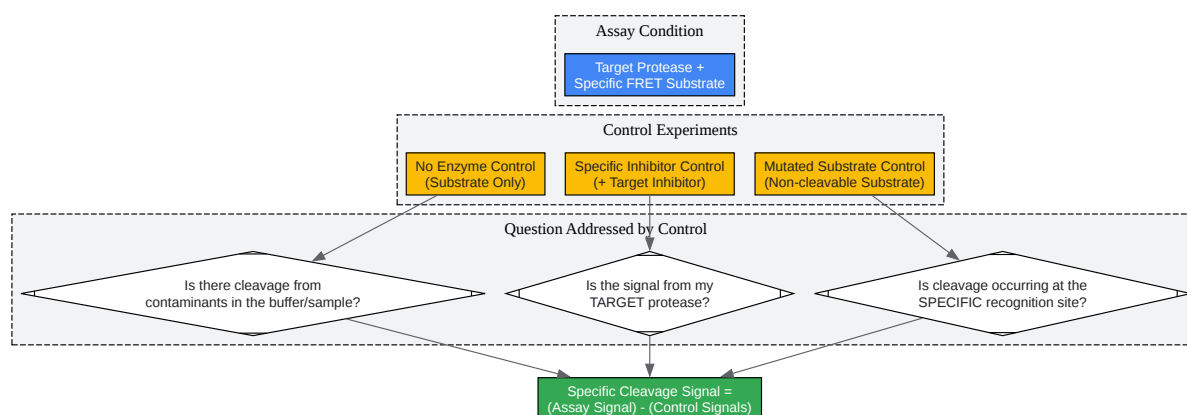 Assay Condition
Target Protease +
Specific FRET Substrate
Control Experiments
No Enzyme Control
(Substrate Only)
Specific Inhibitor Control
(+ Target Inhibitor)
Mutated Substrate Control
(Non-cleavable Substrate)
Question Addressed by Control
Is there cleavage from
contaminants in the buffer/sample?
Is the signal from my
TARGET protease?
Is cleavage occurring at the
SPECIFIC recognition site?
Specific Cleavage Signal =
(Assay Signal) - (Control Signals)